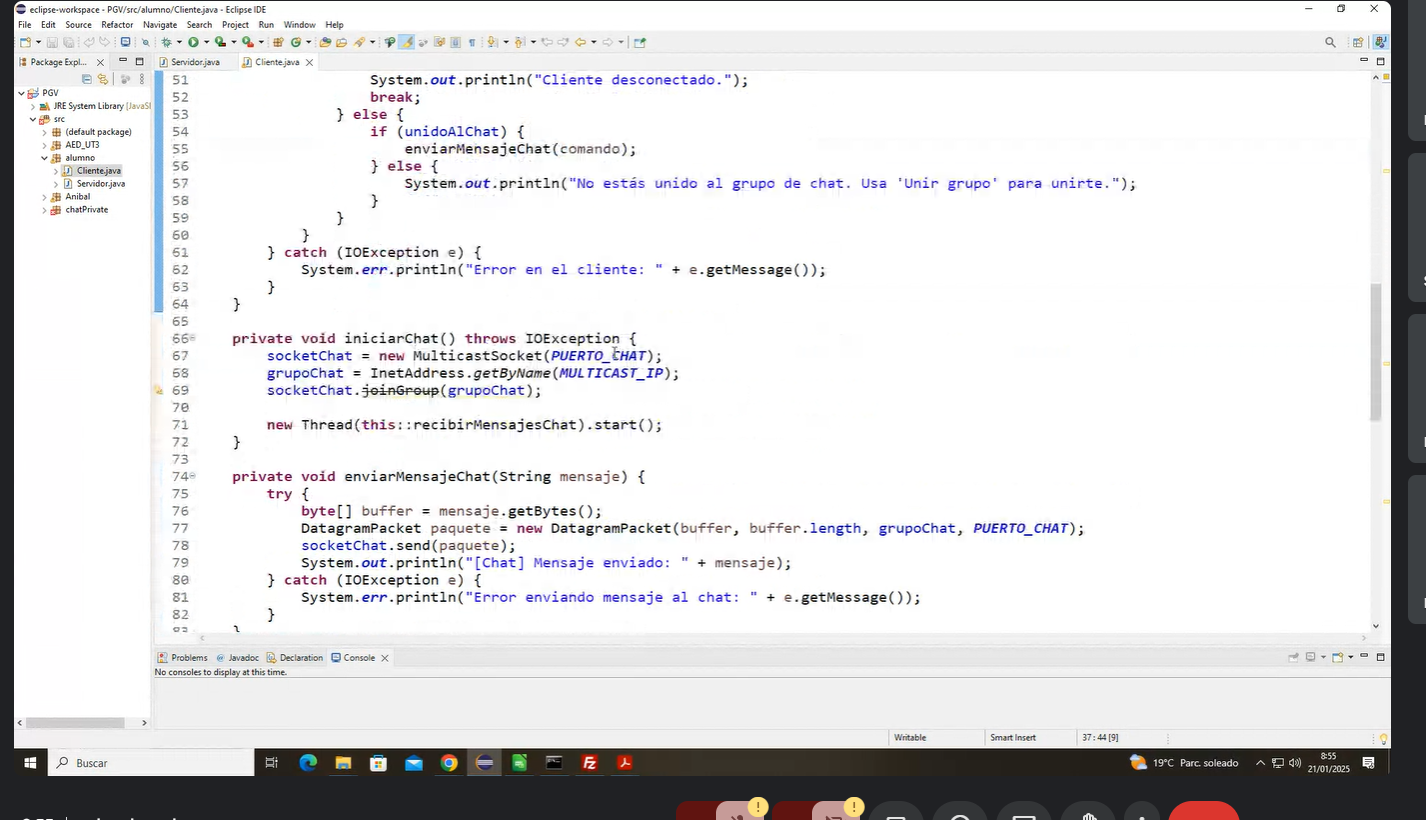 eclipse-workspace - PGV/src/alumno/Cliente.java - Eclipse IDE
File Edit Source Refactor Navigate Search Project Run Window Help
Package Expl...
Servidor.java
Cliente.java
PGV
JRE System Library [JavaSI
src
(default package)
AED_UT3
alumno
Cliente.java
Servidor.java
Anibal
chatPrivate
51 System.out.println("Cliente desconectado.");
52 break;
53 } else {
54 if (unidoAlChat) {
55 enviarMensajeChat(comando);
56 } else {
57 System.out.println("No estás unido al grupo de chat. Usa 'Unir grupo' para unirte.");
58 }
59 }
60 }
61 } catch (IOException e) {
62 System.err.println("Error en el cliente: " + e.getMessage());
63 }
64 }
65
66 private void iniciarChat() throws IOException {
67 socketChat = new MulticastSocket(PUERTO_CHAT);
68 grupoChat = InetAddress.getByName(MULTICAST_IP);
69 socketChat.joinGroup(grupoChat);
70
71 new Thread(this::recibirMensajesChat).start();
72 }
73
74 private void enviarMensajeChat(String mensaje) {
75 try {
76 byte[] buffer = mensaje.getBytes();
77 DatagramPacket paquete = new DatagramPacket(buffer, buffer.length, grupoChat, PUERTO_CHAT);
78 socketChat.send(paquete);
79 System.out.println("[Chat] Mensaje enviado: " + mensaje);
80 } catch (IOException e) {
81 System.err.println("Error enviando mensaje al chat: " + e.getMessage());
82 }
Problems Javadoc Declaration Console
No consoles to display at this time.
Writable Smart Insert 37 : 44 [9]
Buscar
19°C Parc. soleado
8:55
21/01/2025